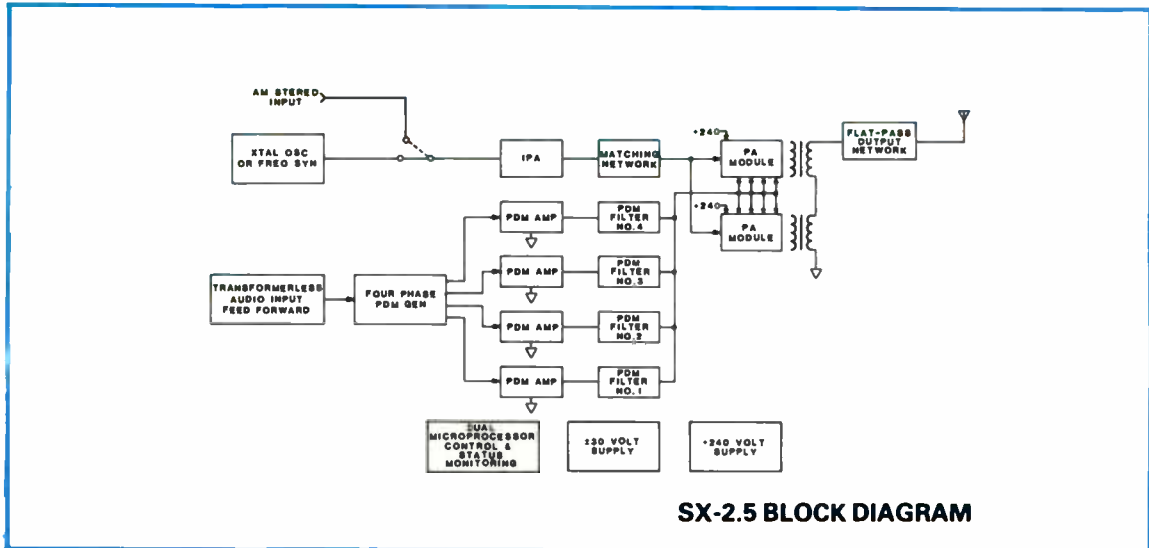 AM STEREO
INPUT
XTAL OSC
OR FREQ SYN
IPA
MATCHING
NETWORK
+240
PA
MODULE
FLAT-PASS
OUTPUT
NETWORK
+240
PA
MODULE
PDM AMP
PDM
FILTER
NO.4
PDM AMP
PDM
FILTER
NO.3
TRANSFORMERLESS
AUDIO INPUT
FEED FORWARD
FOUR PHASE
PDM GEN
PDM AMP
PDM
FILTER
NO.2
PDM AMP
PDM
FILTER
NO.1
DUAL
MICROPROCESSOR
CONTROL &
STATUS
MONITORING
±30 VOLT
SUPPLY
+240 VOLT
SUPPLY
SX-2.5 BLOCK DIAGRAM